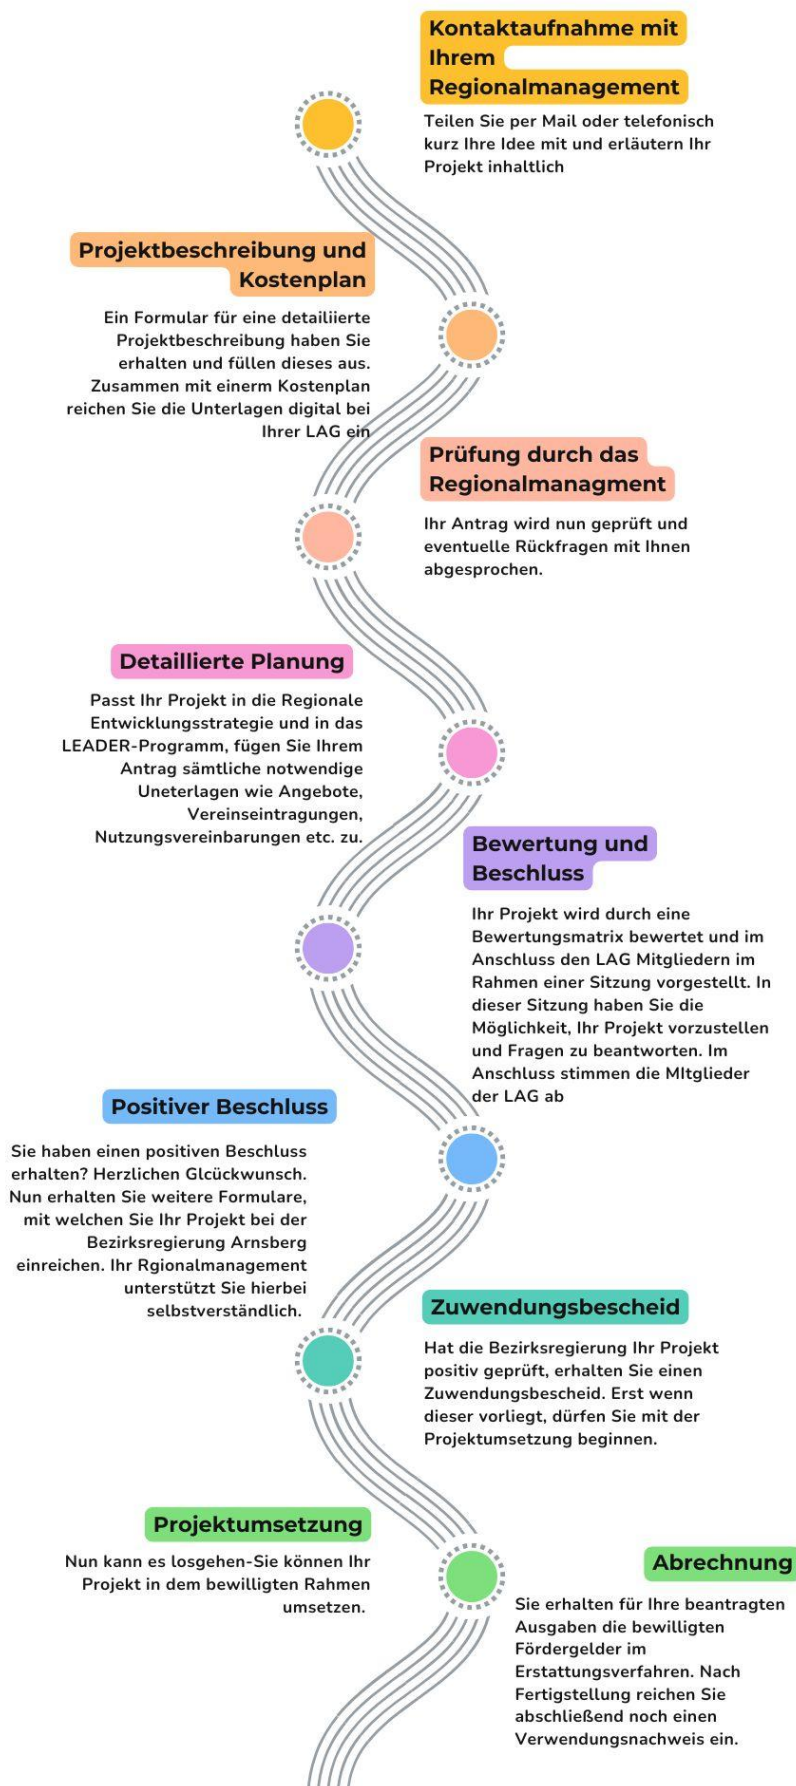 Kontaktaufnahme mit
Ihrem
Regionalmanagement
Teilen Sie per Mail oder telefonisch
kurz Ihre Idee mit und erläutern Ihr
Projekt inhaltlich
Projektbeschreibung und
Kostenplan
Ein Formular für eine detailiierte
Projektbeschreibung haben Sie
erhalten und füllen dieses aus.
Zusammen mit einerm Kostenplan
reichen Sie die Unterlagen digital bei
Ihrer LAG ein
Prüfung durch das
Regionalmanagment
Ihr Antrag wird nun geprüft und
eventuelle Rückfragen mit Ihnen
abgesprochen.
Detaillierte Planung
Passt Ihr Projekt in die Regionale
Entwicklungsstrategie und in das
LEADER-Programm, fügen Sie Ihrem
Antrag sämtliche notwendige
Uneterlagen wie Angebote,
Vereinseintragungen,
Nutzungsvereinbarungen etc. zu.
Bewertung und
Beschluss
Ihr Projekt wird durch eine
Bewertungsmatrix bewertet und im
Anschluss den LAG Mitgliedern im
Rahmen einer Sitzung vorgestellt. In
dieser Sitzung haben Sie die
Möglichkeit, Ihr Projekt vorzustellen
und Fragen zu beantworten. Im
Anschluss stimmen die MItglieder
der LAG ab
Positiver Beschluss
Sie haben einen positiven Beschluss
erhalten? Herzlichen Glcückwunsch.
Nun erhalten Sie weitere Formulare,
mit welchen Sie Ihr Projekt bei der
Bezirksregierung Arnsberg
einreichen. Ihr Rgionalmanagement
unterstützt Sie hierbei
selbstverständlich.
Zuwendungsbescheid
Hat die Bezirksregierung Ihr Projekt
positiv geprüft, erhalten Sie einen
Zuwendungsbescheid. Erst wenn
dieser vorliegt, dürfen Sie mit der
Projektumsetzung beginnen.
Projektumsetzung
Nun kann es losgehen-Sie können Ihr
Projekt in dem bewilligten Rahmen
umsetzen.
Abrechnung
Sie erhalten für Ihre beantragten
Ausgaben die bewilligten
Fördergelder im
Erstattungsverfahren. Nach
Fertigstellung reichen Sie
abschließend noch einen
Verwendungsnachweis ein.